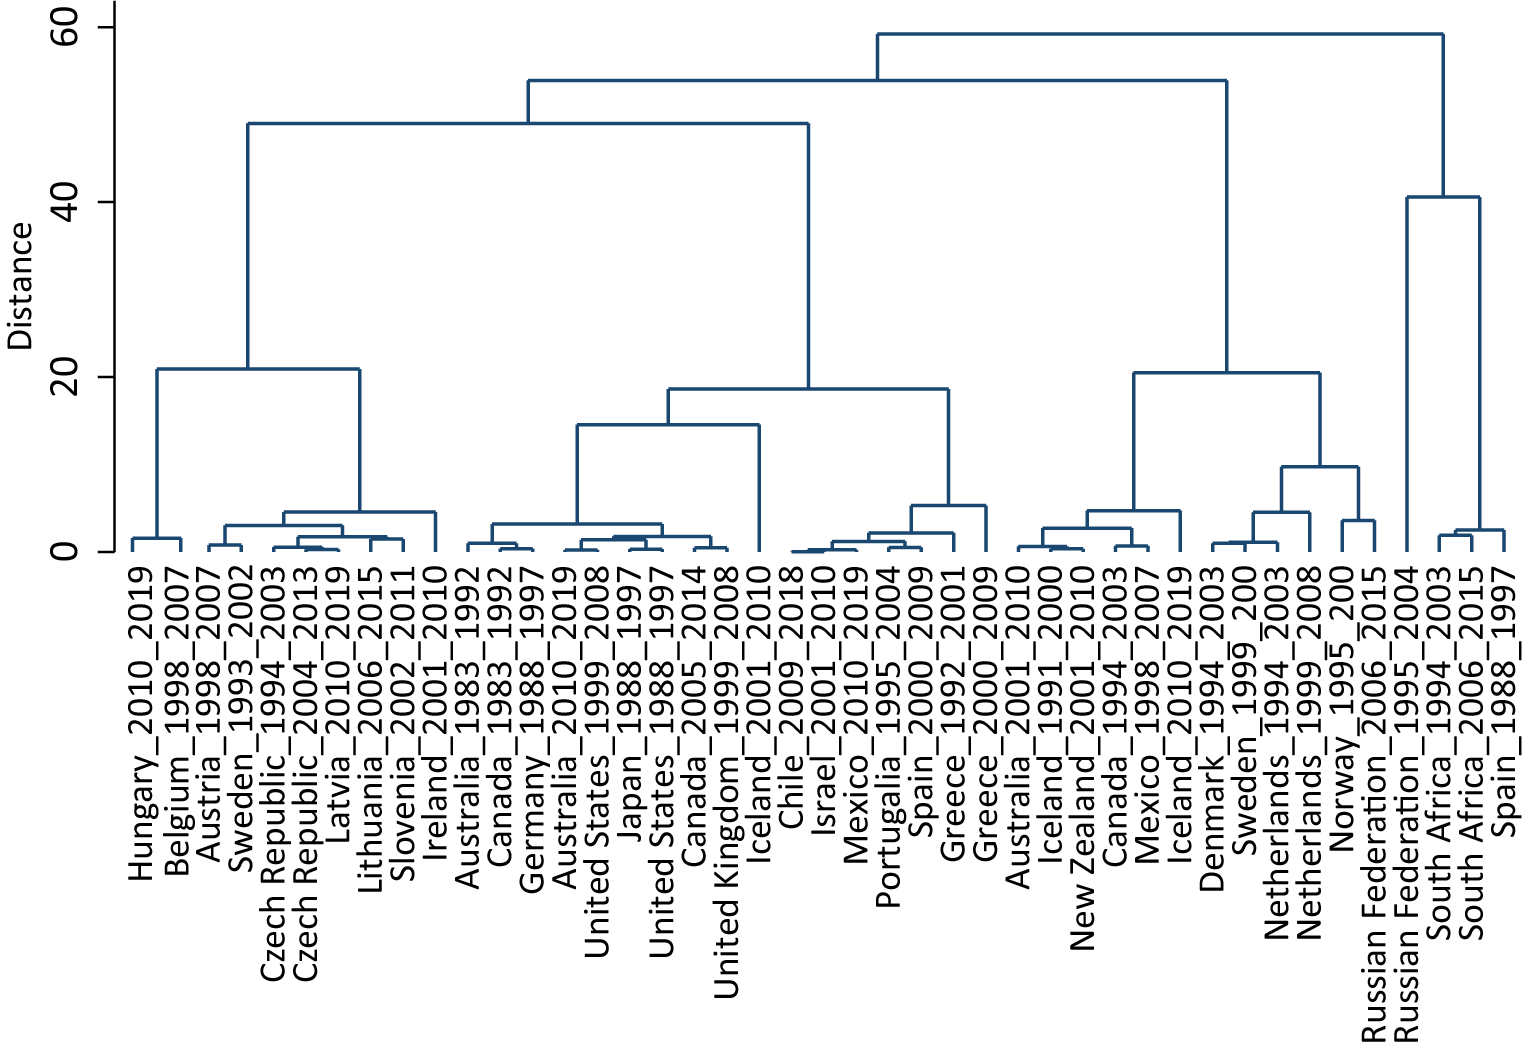 60
40
20
0
Distance
Hungary_2010_2019
Belgium_1998_2007
Austria_1998_2007
Sweden_1993_2002
Czech Republic_1994_2003
Czech Republic_2004_2013
Latvia_2010_2019
Lithuania_2006_2015
Slovenia_2002_2011
Ireland_2001_2010
Australia_1983_1992
Canada_1983_1992
Germany_1988_1997
Australia_2010_2019
United States_1999_2008
Japan_1988_1997
United States_1988_1997
Canada_2005_2014
United Kingdom_1999_2008
Iceland_2001_2010
Chile_2009_2018
Israel_2001_2010
Mexico_2010_2019
Portugalia_1995_2004
Spain_2000_2009
Greece_1992_2001
Greece_2000_2009
Australia_2001_2010
Iceland_1991_2000
New Zealand_2001_2010
Canada_1994_2003
Mexico_1998_2007
Iceland_2010_2019
Denmark_1994_2003
Sweden_1999_200
Netherlands_1994_2003
Netherlands_1999_2008
Norway_1995_200
Russian Federation_2006_2015
Russian Federation_1995_2004
South Africa_1994_2003
South Africa_2006_2015
Spain_1988_1997